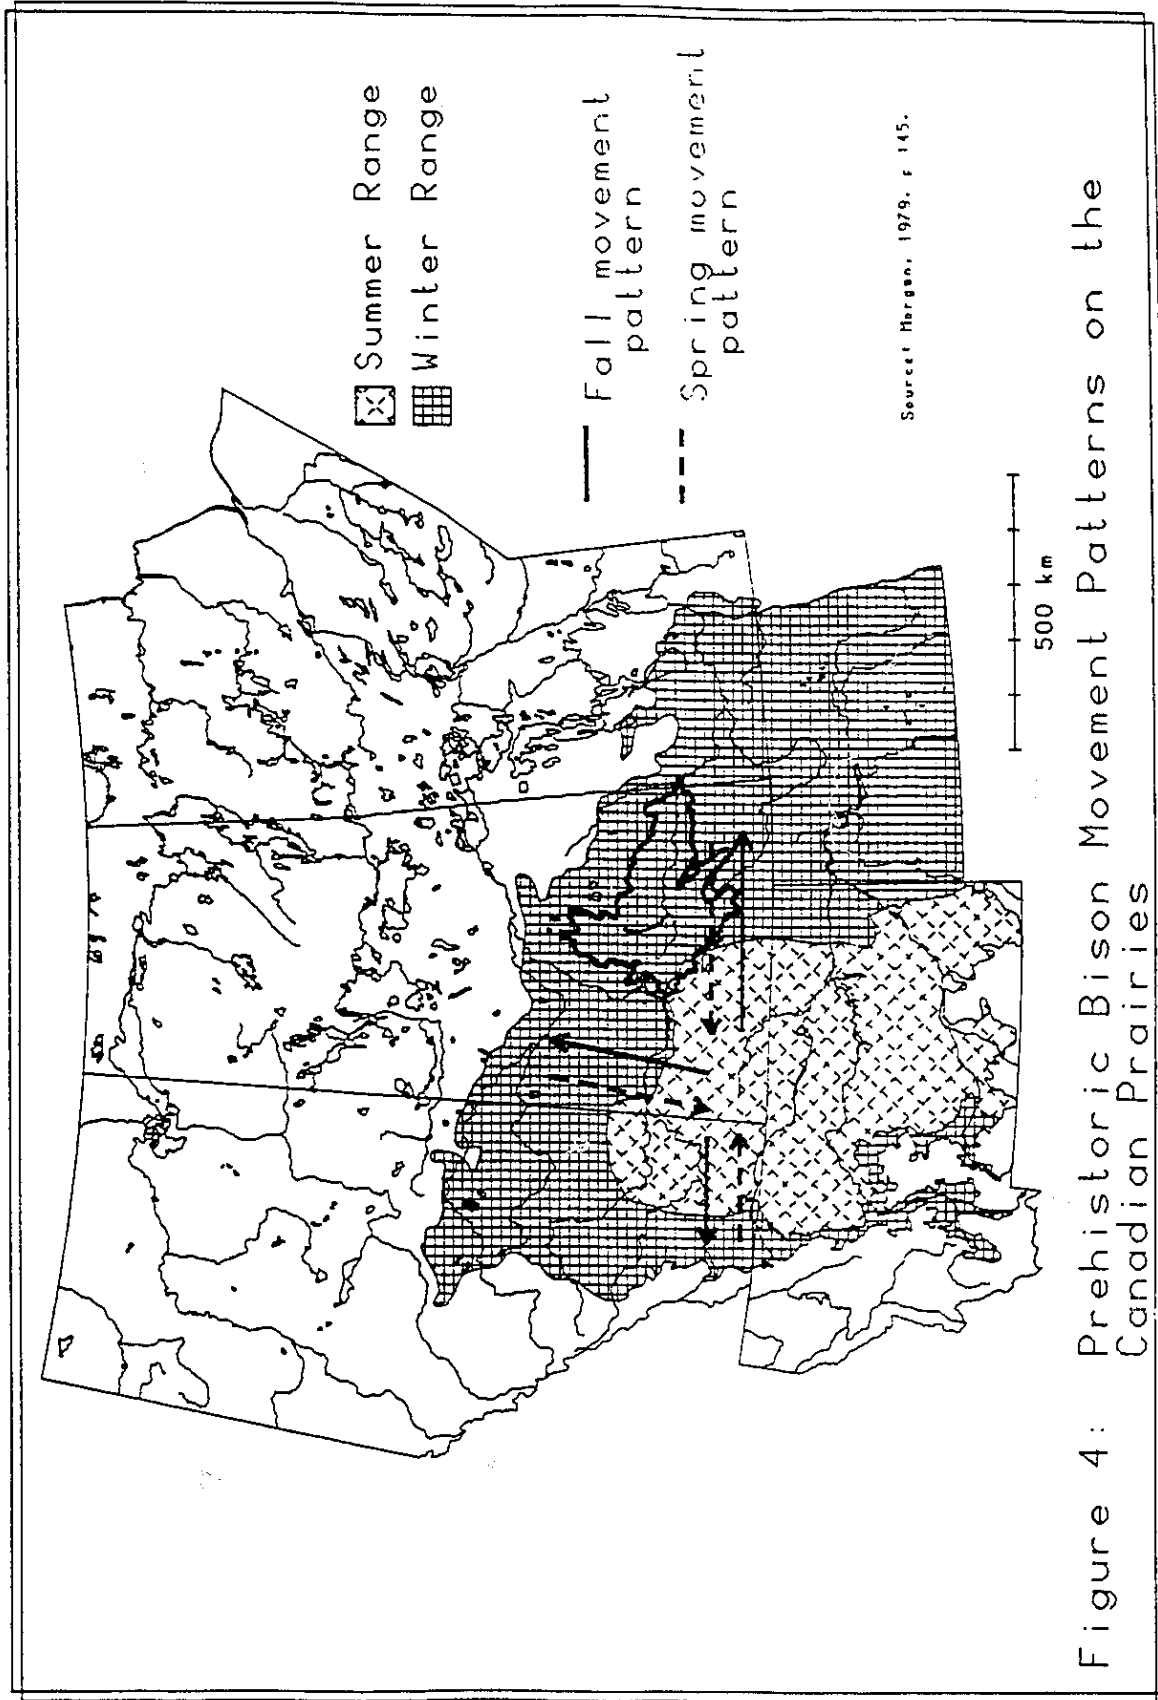 Summer Range
Winter Range
Fall movement
pattern
Spring movement
pattern
Source: Morgan, 1979. p 145.
500 km
Figure 4: Prehistoric Bison Movement Patterns on the
Canadian Prairies